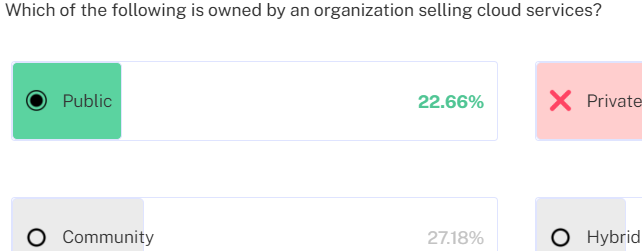 Which of the following is owned by an organization selling cloud services?
Public 22.66% Private
Community 27.18% Hybrid